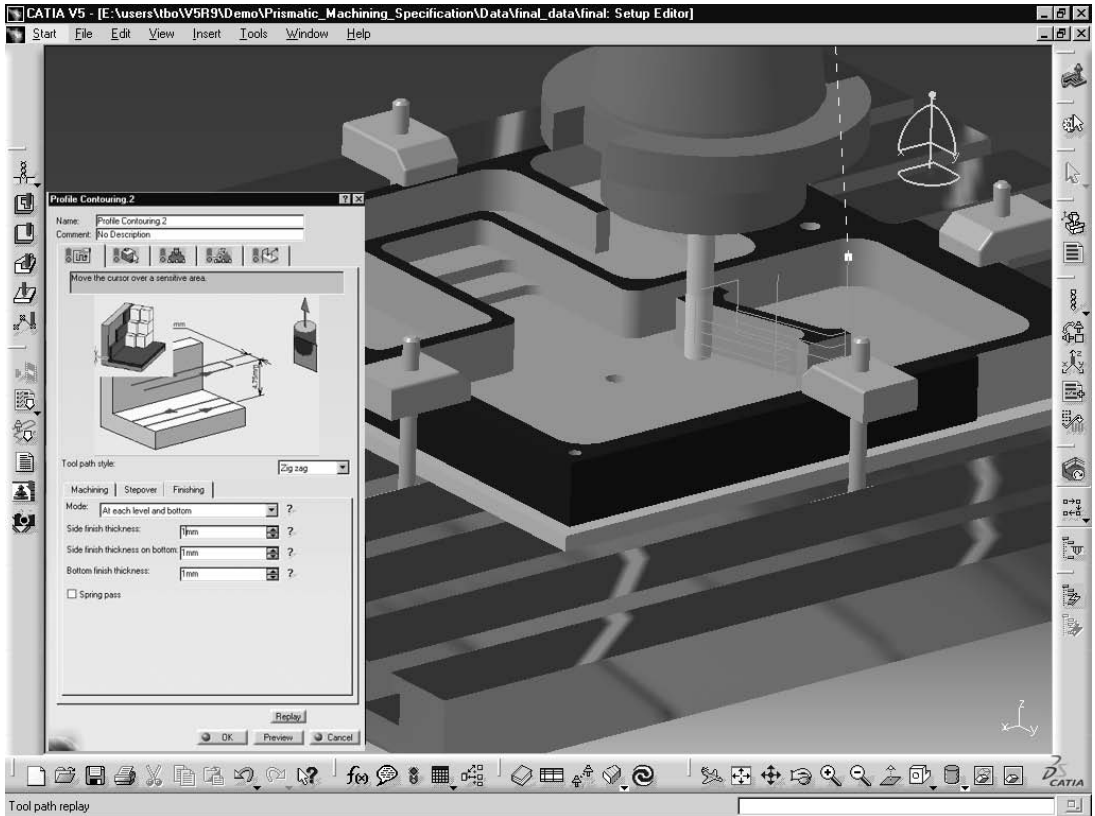 CATIA V5 - [E:\users\tbo\V5R9\Demo\Prismatic_Machining_Specification\Data\final_data\final: Setup Editor]
Start File Edit View Insert Tools Window Help
Profile Contouring.2
Name: Profile Contouring.2
Comment: No Description
Move the cursor over a sensitive area.
mm
4.75mm
Tool path style: Zig zag
Machining Stepover Finishing
Mode: At each level and bottom ?
Side finish thickness: 1mm ?
Side finish thickness on bottom: 1mm ?
Bottom finish thickness: 1mm ?
Spring pass
Replay
OK Preview Cancel
z
x y
f(x)
CATIA
Tool path replay